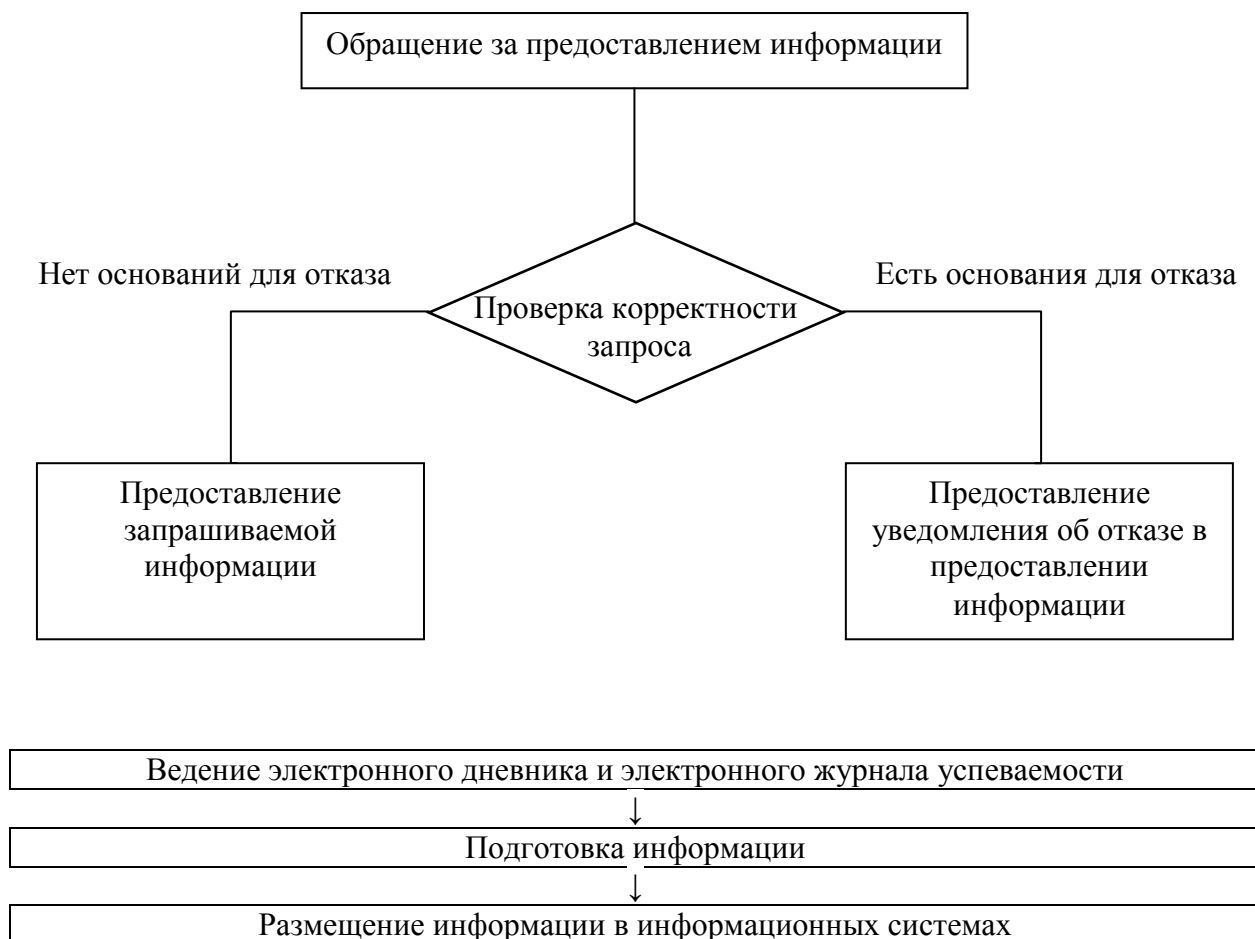 Обращение за предоставлением информации
Нет оснований для отказа
Есть основания для отказа
Проверка корректности
запроса
Предоставление
запрашиваемой
информации
Предоставление
уведомления об отказе в
предоставлении
информации
Ведение электронного дневника и электронного журнала успеваемости
↓
Подготовка информации
↓
Размещение информации в информационных системах